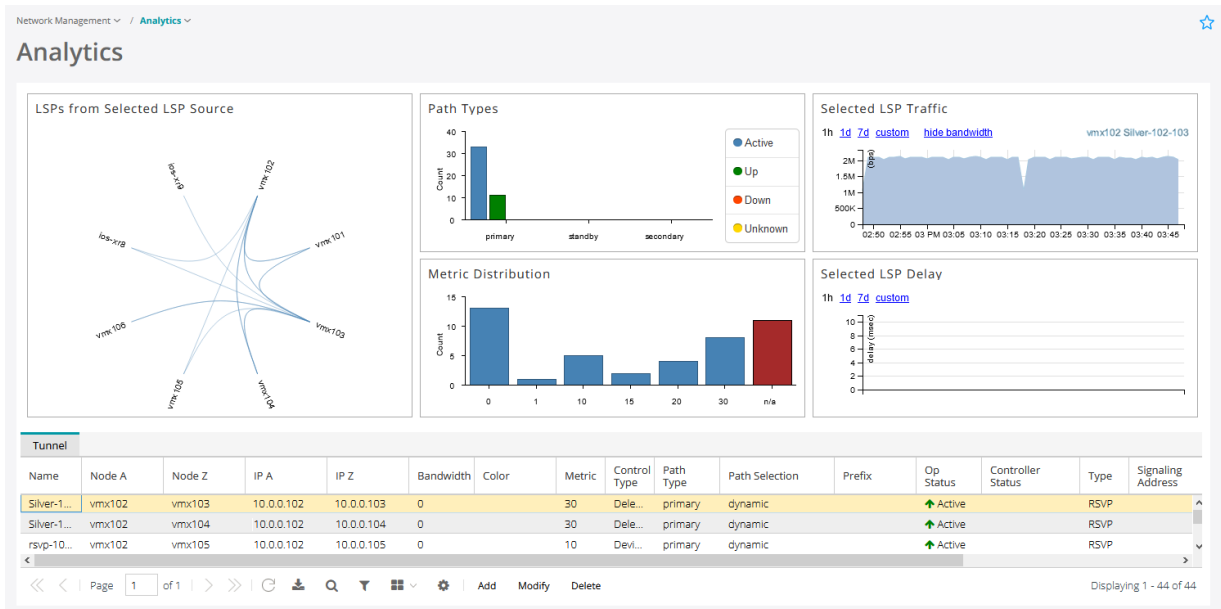 Network Management / Analytics
Analytics
LSPs from Selected LSP Source
ios-xr9
vmx102
ios-xr8
vmx101
vmx106
vmx103
vmx105
vmx104
Path Types
Count
40
30
20
10
0
primary standby secondary
Active
Up
Down
Unknown
Metric Distribution
Count
15
10
5
0
0 1 10 15 20 30 n/a
Selected LSP Traffic
1h 1d 7d custom hide bandwidth vmx102 Silver-102-103
(bps)
2M
1.5M
1M
500K
0
02:50 02:55 03 PM 03:05 03:10 03:15 03:20 03:25 03:30 03:35 03:40 03:45
Selected LSP Delay
1h 1d 7d custom
delay (msec)
10
8
6
4
2
0
Tunnel
Name Node A Node Z IP A IP Z Bandwidth Color Metric Control Type Path Type Path Selection Prefix Op Status Controller Status Type Signaling Address
Silver-1... vmx102 vmx103 10.0.0.102 10.0.0.103 0 30 Dele... primary dynamic Active RSVP
Silver-1... vmx102 vmx104 10.0.0.102 10.0.0.104 0 30 Dele... primary dynamic Active RSVP
rsvp-10... vmx102 vmx105 10.0.0.102 10.0.0.105 0 10 Devi... primary dynamic Active RSVP
Page 1 of 1 Add Modify Delete Displaying 1 - 44 of 44